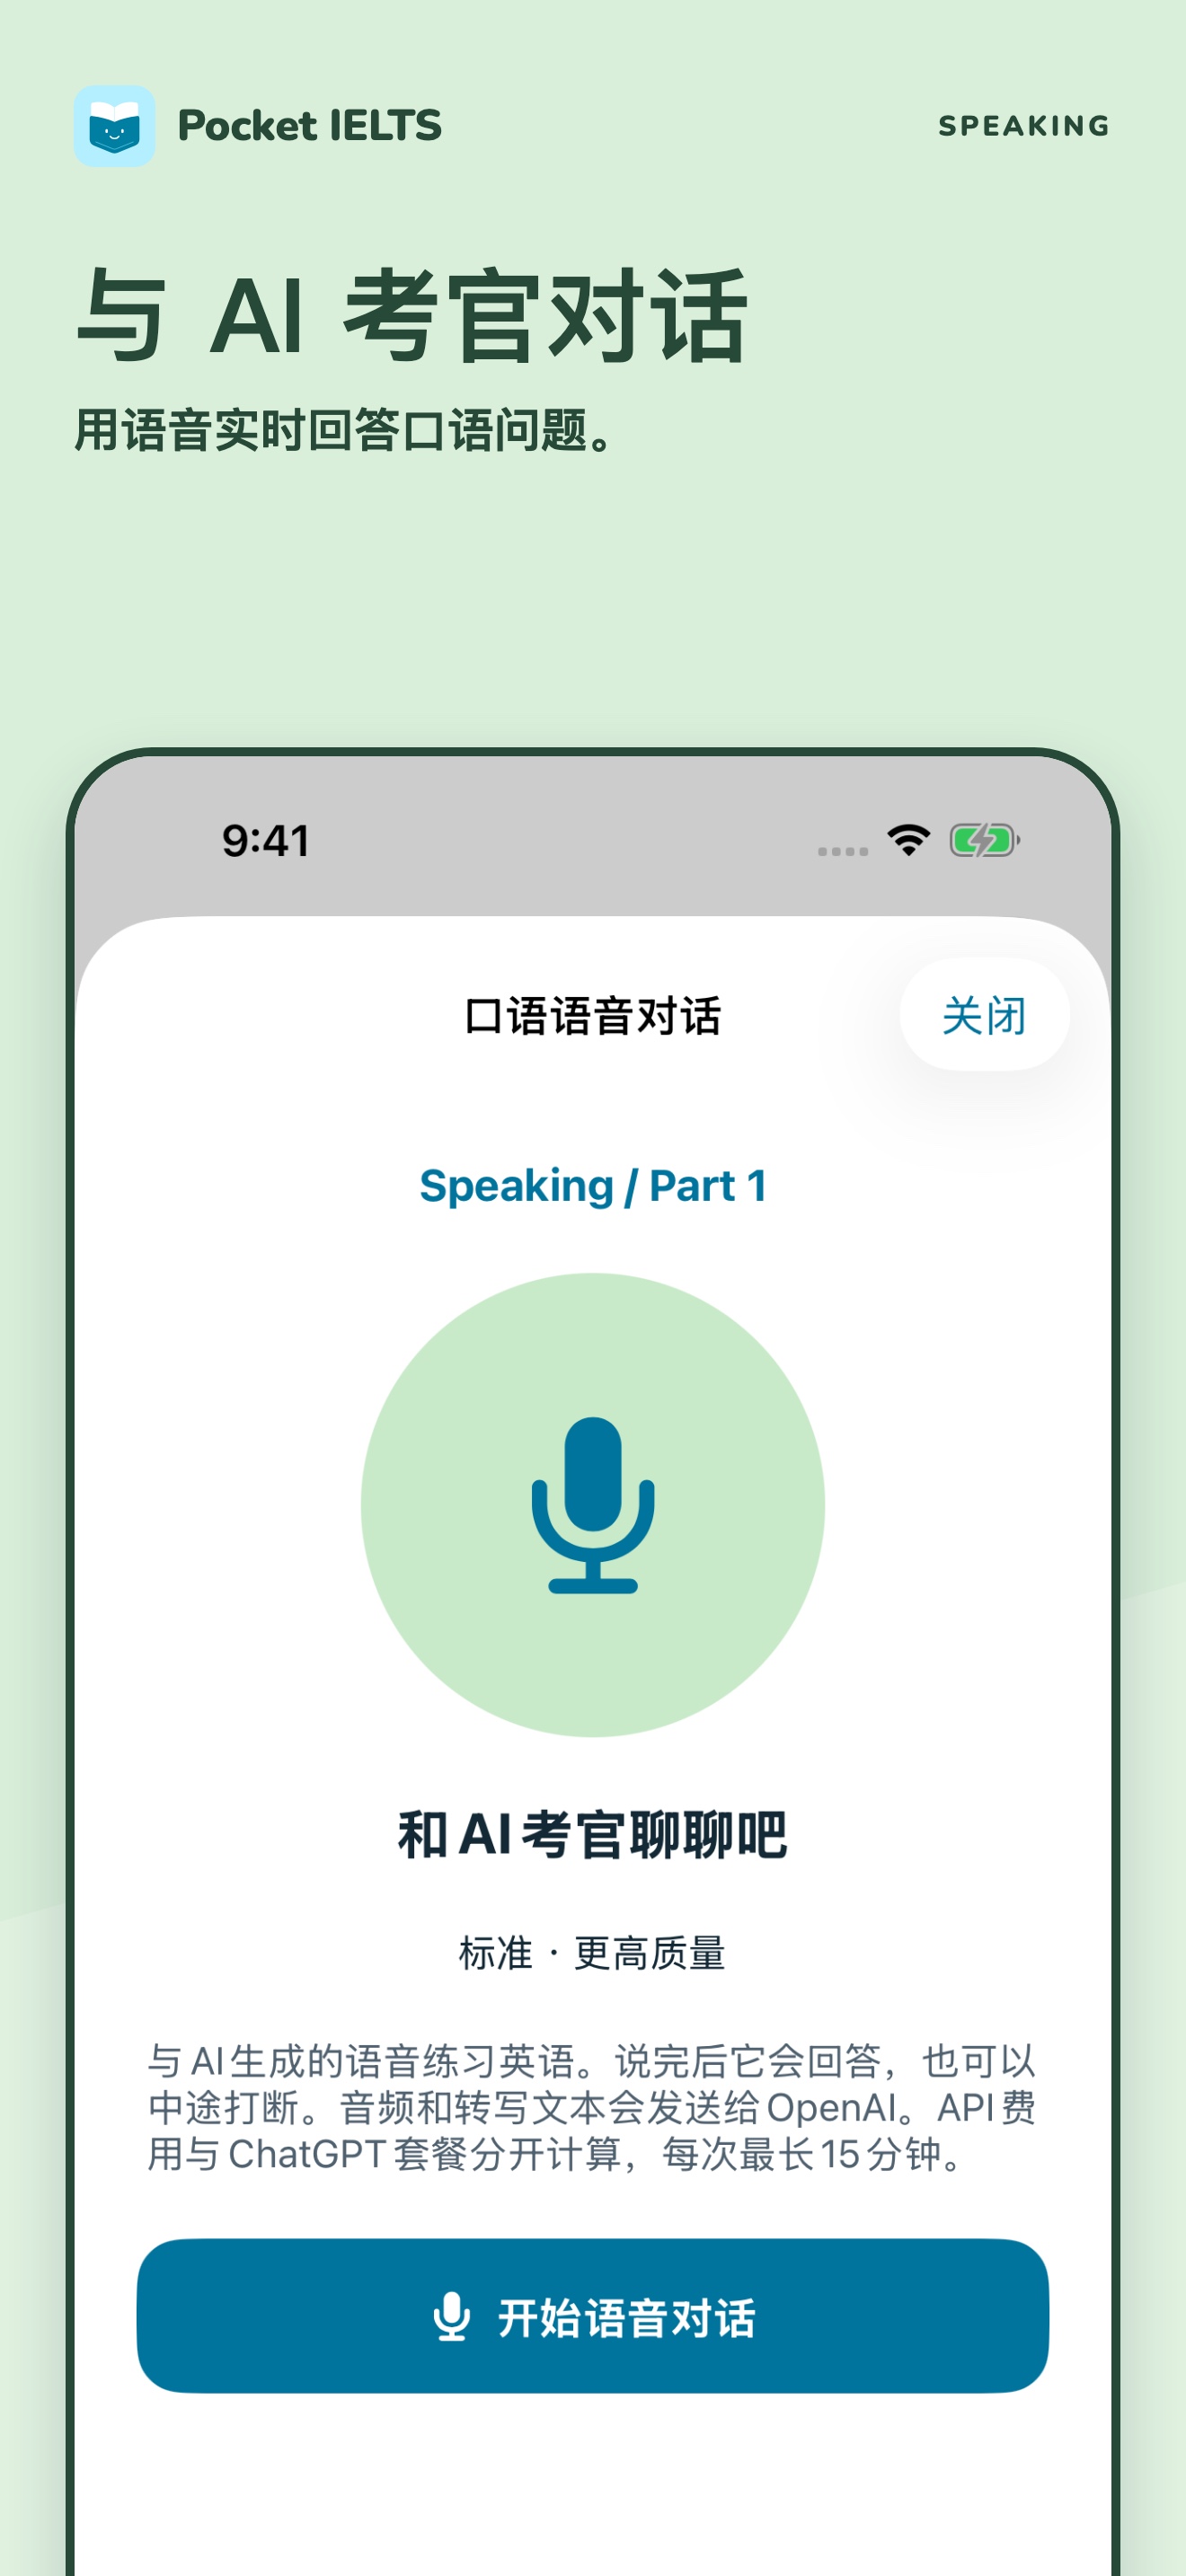 Pocket IELTS
SPEAKING
与 AI 考官对话
用语音实时回答口语问题。
9:41
口语语音对话
关闭
Speaking / Part 1
和 AI 考官聊聊吧
标准 · 更高质量
与 AI 生成的语音练习英语。说完后它会回答，也可以
中途打断。音频和转写文本会发送给 OpenAI。API 费
用与 ChatGPT 套餐分开计算，每次最长 15 分钟。
开始语音对话